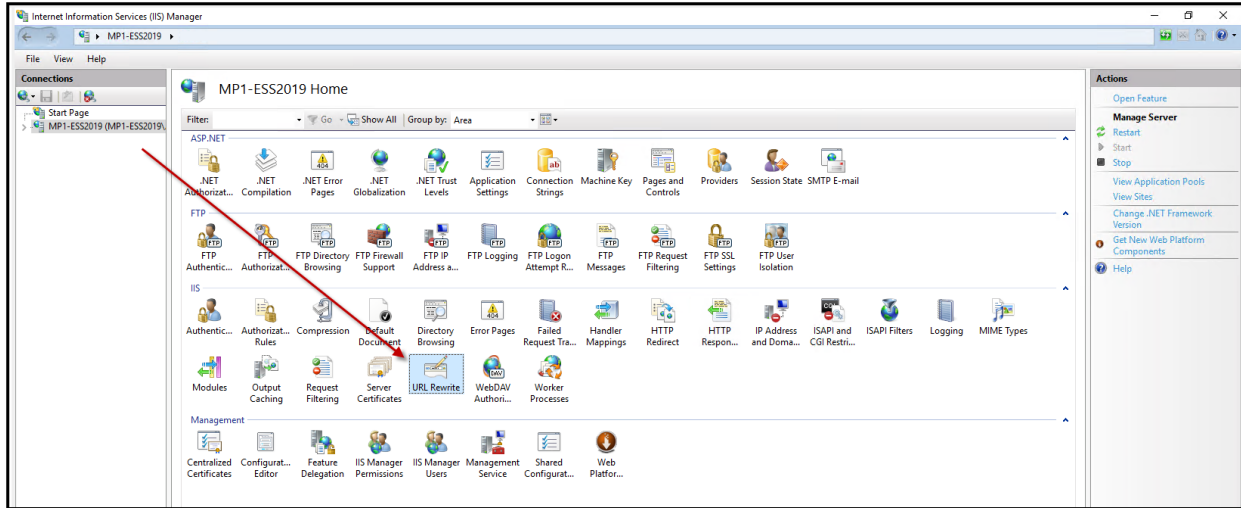 Internet Information Services (IIS) Manager
MP1-ESS2019
File View Help
Connections
Start Page
MP1-ESS2019 (MP1-ESS2019\
MP1-ESS2019 Home
Filter: Go Show All Group by: Area
ASP.NET
.NET Authorizat...
.NET Compilation
.NET Error Pages
.NET Globalization
.NET Trust Levels
Application Settings
Connection Strings
Machine Key
Pages and Controls
Providers
Session State
SMTP E-mail
FTP
FTP Authentic...
FTP Authorizat...
FTP Directory Browsing
FTP Firewall Support
FTP IP Address a...
FTP Logging
FTP Logon Attempt R...
FTP Messages
FTP Request Filtering
FTP SSL Settings
FTP User Isolation
IIS
Authentic...
Authorizat... Rules
Compression
Default Document
Directory Browsing
Error Pages
Failed Request Tra...
Handler Mappings
HTTP Redirect
HTTP Respon...
IP Address and Doma...
ISAPI and CGI Restri...
ISAPI Filters
Logging
MIME Types
Modules
Output Caching
Request Filtering
Server Certificates
URL Rewrite
WebDAV Authori...
Worker Processes
Management
Centralized Certificates
Configurat... Editor
Feature Delegation
IIS Manager Permissions
IIS Manager Users
Management Service
Shared Configurat...
Web Platfor...
Actions
Open Feature
Manage Server
Restart
Start
Stop
View Application Pools
View Sites
Change .NET Framework
Version
Get New Web Platform
Components
Help